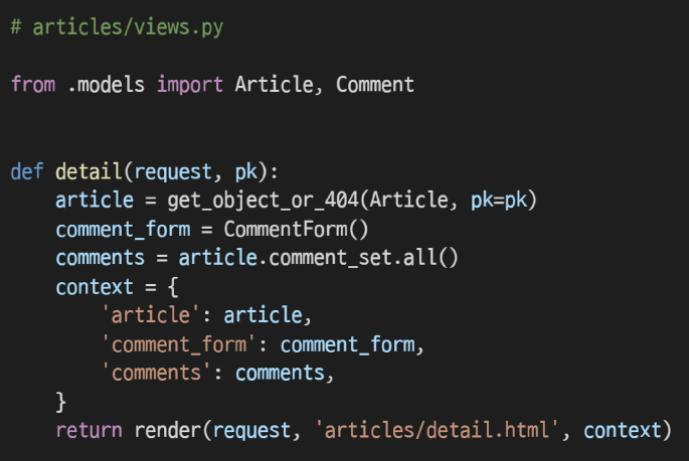 # articles/views.py
from .models import Article, Comment
def detail(request, pk):
    article = get_object_or_404(Article, pk=pk)
    comment_form = CommentForm()
    comments = article.comment_set.all()
    context = {
        'article': article,
        'comment_form': comment_form,
        'comments': comments,
    }
    return render(request, 'articles/detail.html', context)